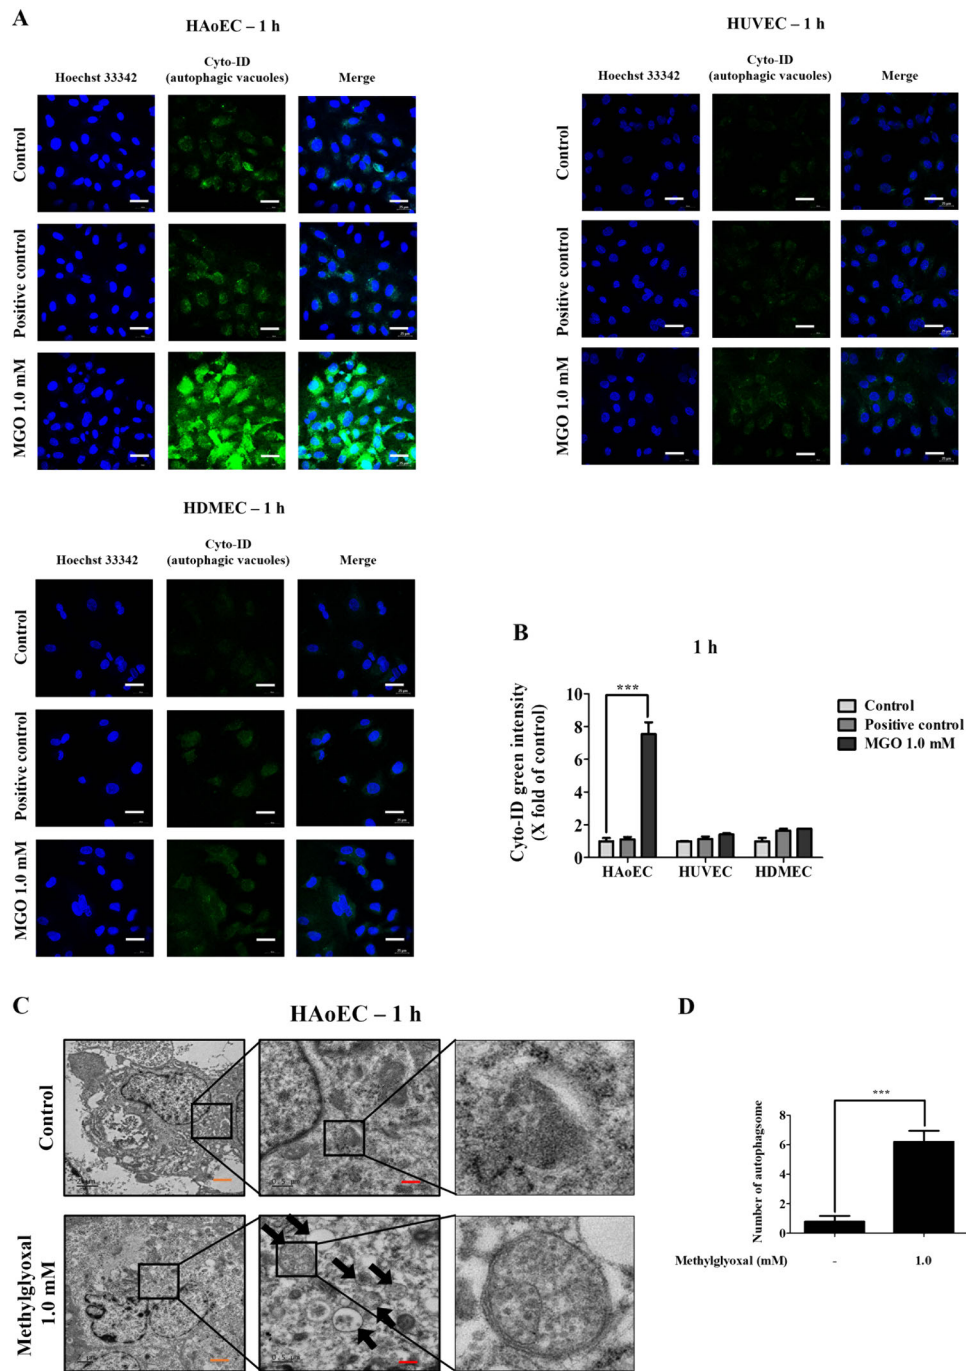 A
HAoEC – 1 h
Hoechst 33342
Cyto-ID
(autophagic vacuoles)
Merge
Control
Positive control
MGO 1.0 mM
HUVEC – 1 h
Hoechst 33342
Cyto-ID
(autophagic vacuoles)
Merge
Control
Positive control
MGO 1.0 mM
HDMEC – 1 h
Hoechst 33342
Cyto-ID
(autophagic vacuoles)
Merge
Control
Positive control
MGO 1.0 mM
B
1 h
Cyto-ID green intensity
(X fold of control)
10
8
6
4
2
0
***
HAoEC
HUVEC
HDMEC
Control
Positive control
MGO 1.0 mM
C
HAoEC – 1 h
Control
Methylglyoxal
1.0 mM
D
Number of autophagsome
8
6
4
2
0
***
Methylglyoxal (mM)
-
1.0